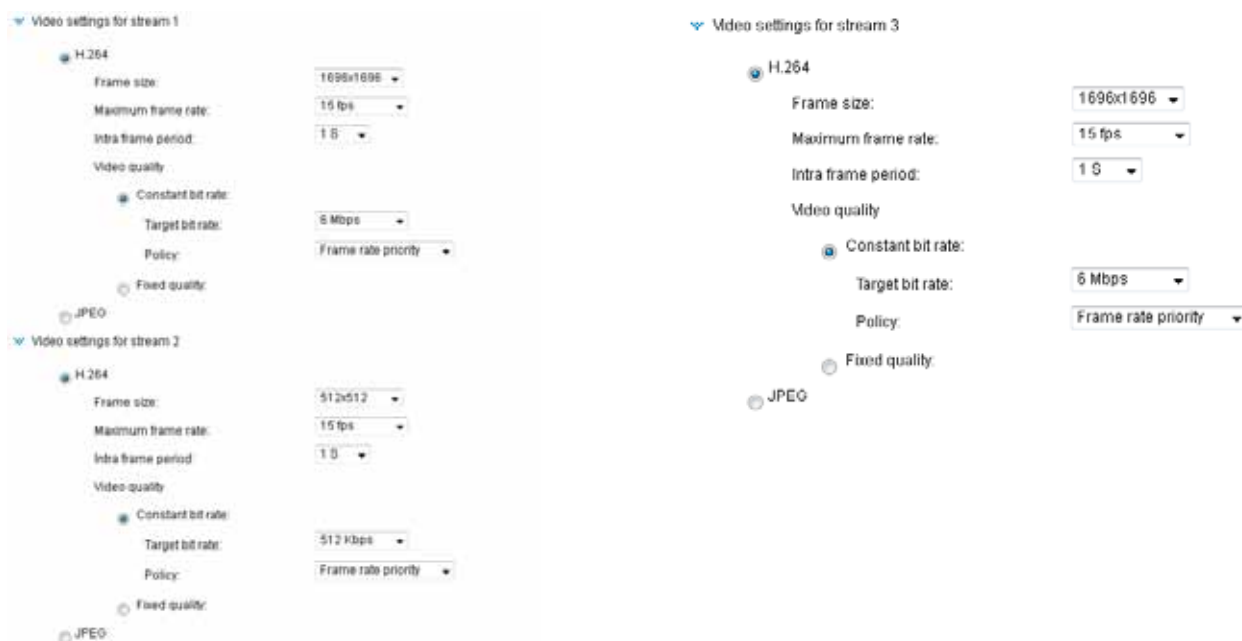 Video settings for stream 1
H.264
Frame size: 1696x1696
Maximum frame rate: 15 fps
Intra frame period: 1 S
Video quality
Constant bit rate:
Target bit rate: 6 Mbps
Policy: Frame rate priority
Fixed quality:
JPEG
Video settings for stream 2
H.264
Frame size: 512x512
Maximum frame rate: 15 fps
Intra frame period: 1 S
Video quality
Constant bit rate:
Target bit rate: 512 Kbps
Policy: Frame rate priority
Fixed quality:
JPEG
Video settings for stream 3
H.264
Frame size: 1696x1696
Maximum frame rate: 15 fps
Intra frame period: 1 S
Video quality
Constant bit rate:
Target bit rate: 6 Mbps
Policy: Frame rate priority
Fixed quality:
JPEG